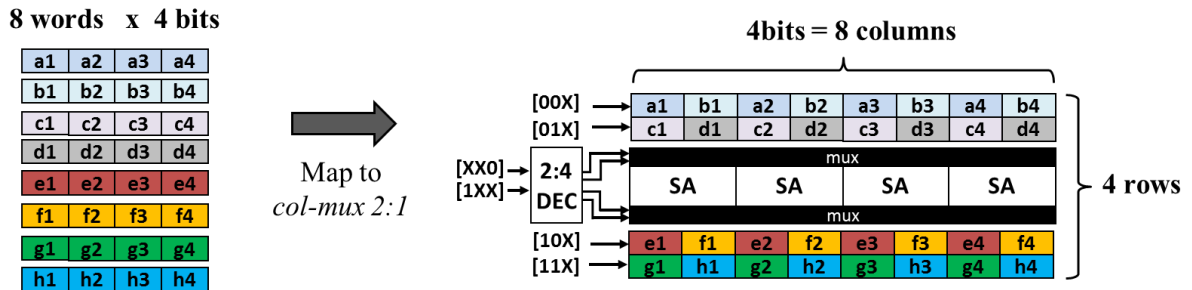 8 words x 4 bits
a1 a2 a3 a4
b1 b2 b3 b4
c1 c2 c3 c4
d1 d2 d3 d4
e1 e2 e3 e4
f1 f2 f3 f4
g1 g2 g3 g4
h1 h2 h3 h4
Map to
col-mux 2:1
4bits = 8 columns
[00X] a1 b1 a2 b2 a3 b3 a4 b4
[01X] c1 d1 c2 d2 c3 d3 c4 d4
mux
[XX0]
[1XX]
2:4
DEC
SA SA SA SA
mux
[10X] e1 f1 e2 f2 e3 f3 e4 f4
[11X] g1 h1 g2 h2 g3 h3 g4 h4
4 rows